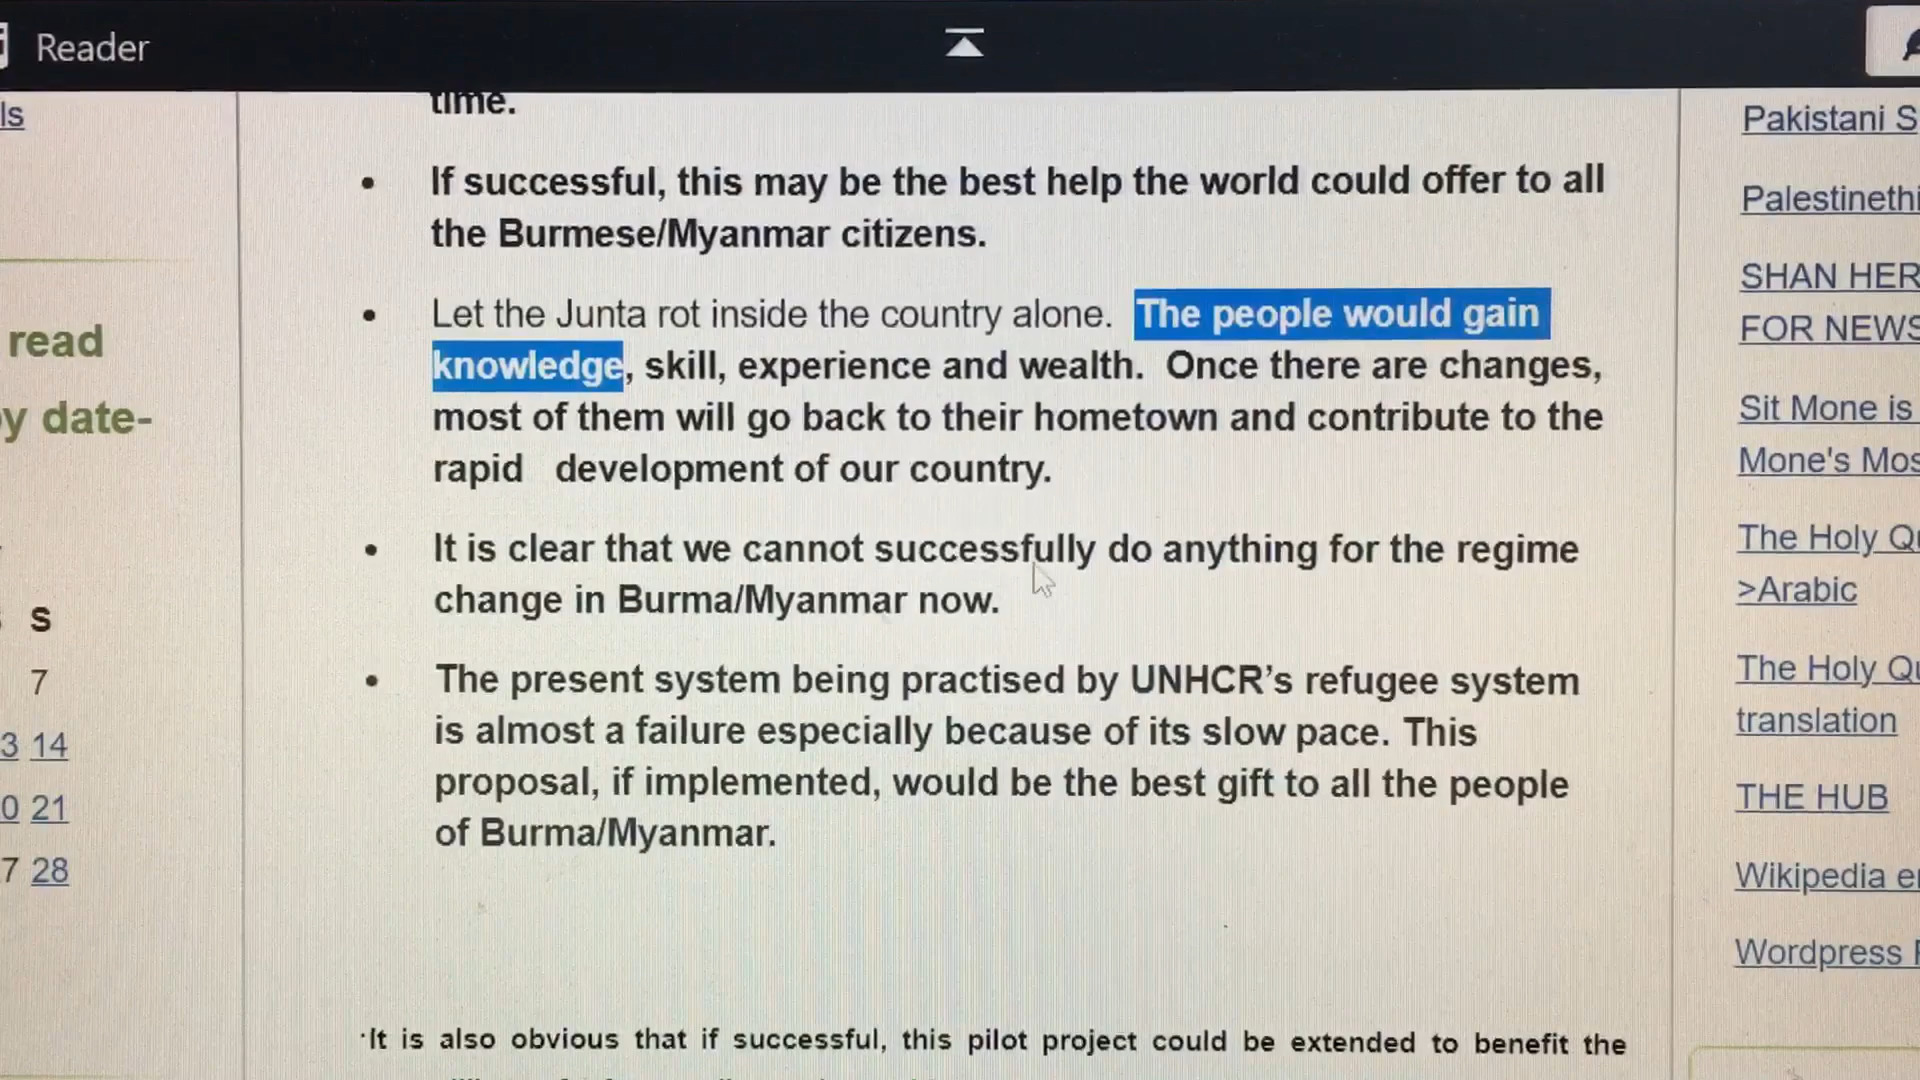 Reader
ls
time.
• If successful, this may be the best help the world could offer to all
the Burmese/Myanmar citizens.
• Let the Junta rot inside the country alone. The people would gain
knowledge, skill, experience and wealth. Once there are changes,
most of them will go back to their hometown and contribute to the
rapid development of our country.
• It is clear that we cannot successfully do anything for the regime
change in Burma/Myanmar now.
• The present system being practised by UNHCR’s refugee system
is almost a failure especially because of its slow pace. This
proposal, if implemented, would be the best gift to all the people
of Burma/Myanmar.
·It is also obvious that if successful, this pilot project could be extended to benefit the
read
y date-
S
7
3 14
0 21
7 28
Pakistani S
Palestinethi
SHAN HER
FOR NEWS
Sit Mone is
Mone's Mos
The Holy Qu
>Arabic
The Holy Qu
translation
THE HUB
Wikipedia en
Wordpress